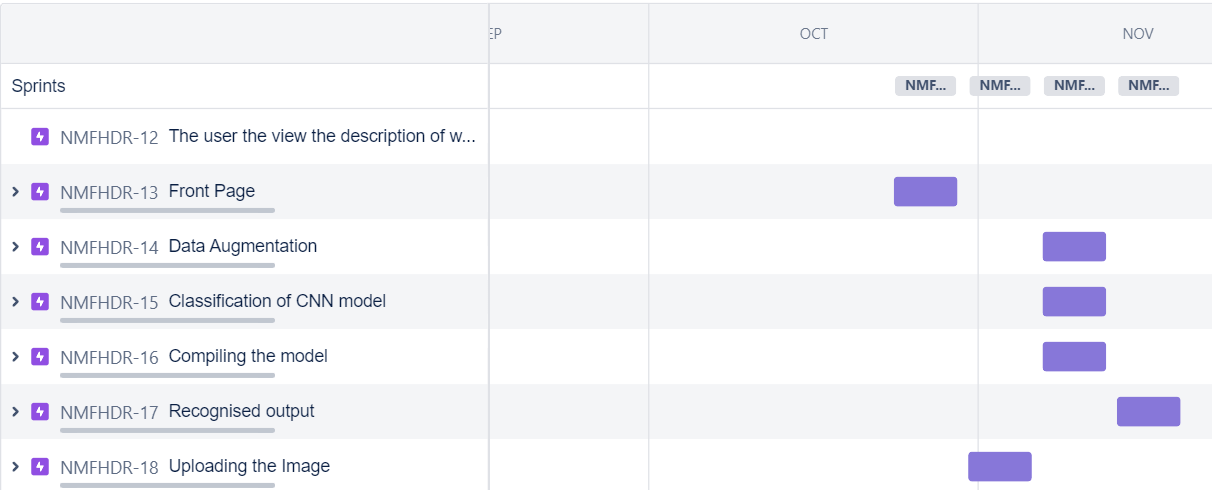 EP OCT NOV
Sprints NMF... NMF... NMF... NMF...
NMFHDR-12 The user the view the description of w...
NMFHDR-13 Front Page
NMFHDR-14 Data Augmentation
NMFHDR-15 Classification of CNN model
NMFHDR-16 Compiling the model
NMFHDR-17 Recognised output
NMFHDR-18 Uploading the Image